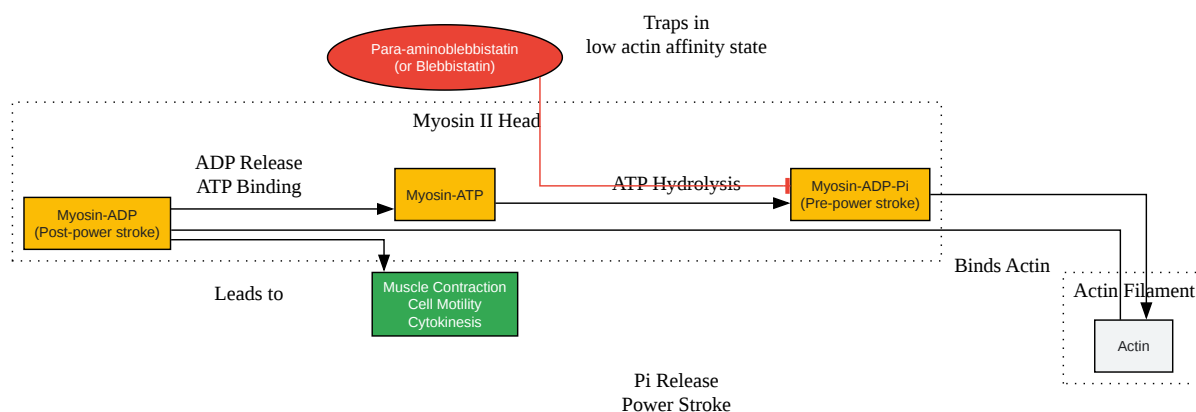 Traps in
low actin affinity state
Para-aminoblebbistatin
(or Blebbistatin)
Myosin II Head
ADP Release
ATP Binding
Myosin-ATP
ATP Hydrolysis
Myosin-ADP-Pi
(Pre-power stroke)
Myosin-ADP
(Post-power stroke)
Binds Actin
Leads to
Muscle Contraction
Cell Motility
Cytokinesis
Actin Filament
Actin
Pi Release
Power Stroke